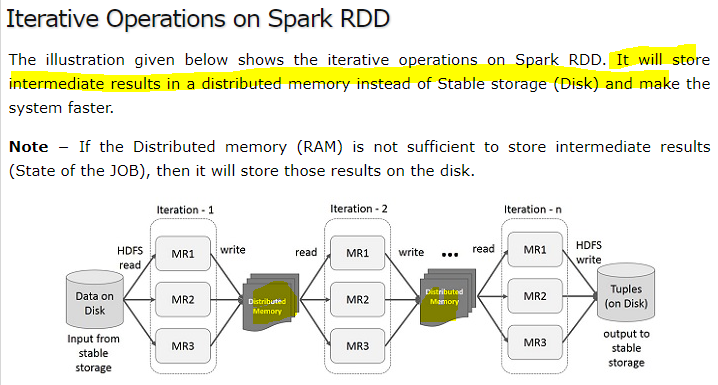 Iterative Operations on Spark RDD
The illustration given below shows the iterative operations on Spark RDD. It will store
intermediate results in a distributed memory instead of Stable storage (Disk) and make the
system faster.
Note – If the Distributed memory (RAM) is not sufficient to store intermediate results
(State of the JOB), then it will store those results on the disk.
Iteration - 1
Iteration - 2
Iteration - n
HDFS
read
MR1
write
read
MR1
write
...
read
MR1
HDFS
write
Data on
Disk
MR2
Distributed
Memory
MR2
Distributed
Memory
MR2
Tuples
(on Disk)
Input from
stable
storage
MR3
MR3
MR3
output to
stable
storage